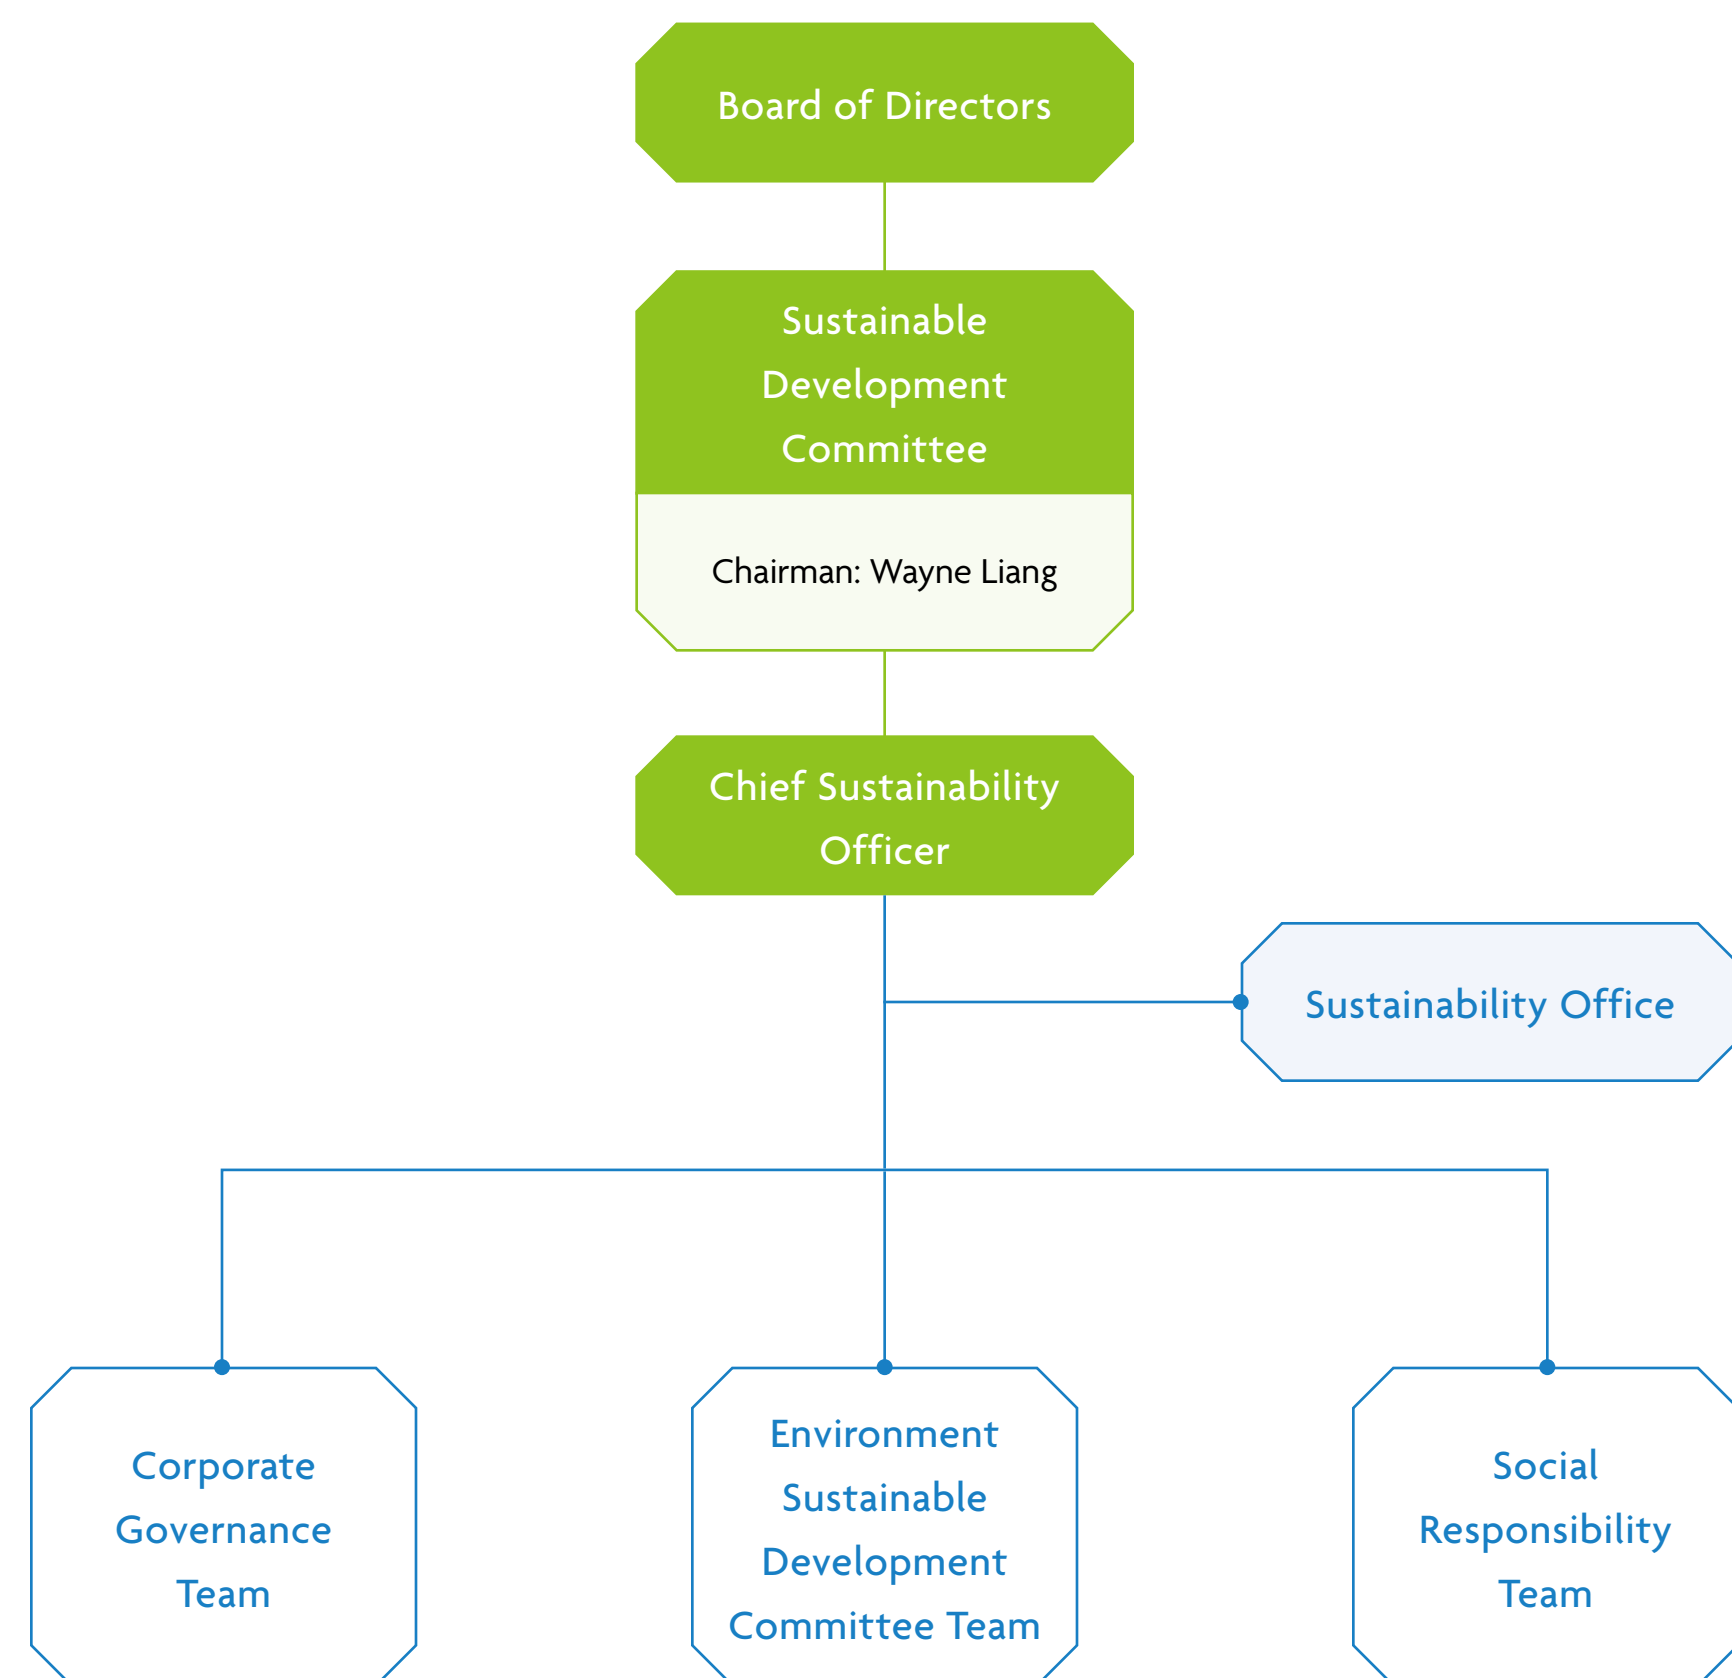 Board of Directors
Sustainable
Development
Committee
Chairman: Wayne Liang
Chief Sustainability
Officer
Sustainability Office
Corporate
Governance
Team
Environment
Sustainable
Development
Committee Team
Social
Responsibility
Team